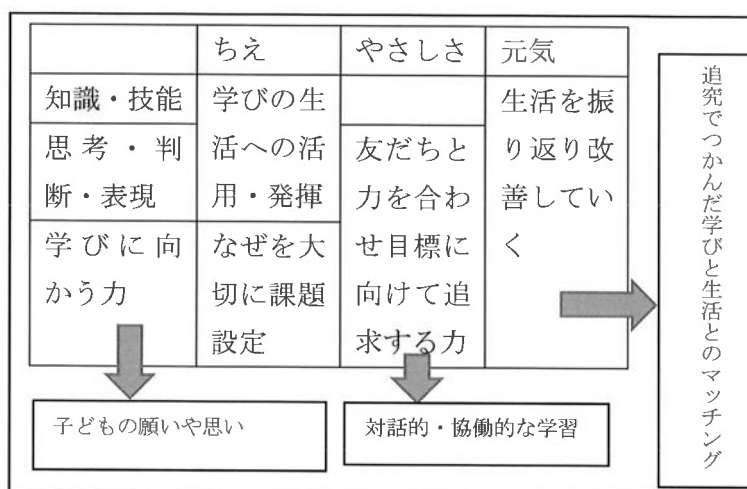 ちえ
やさしさ
元気
知識・技能
思考・判
断・表現
学びに向
かう力
学びの生
活への活
用・発揮
なぜを大
切に課題
設定
友だちと
力を合わ
せ目標に
向けて追
求する力
生活を振
り返り改
善してい
く
追究でつかんだ学びと生活とのマッチング
子どもの願いや思い
対話的・協働的な学習